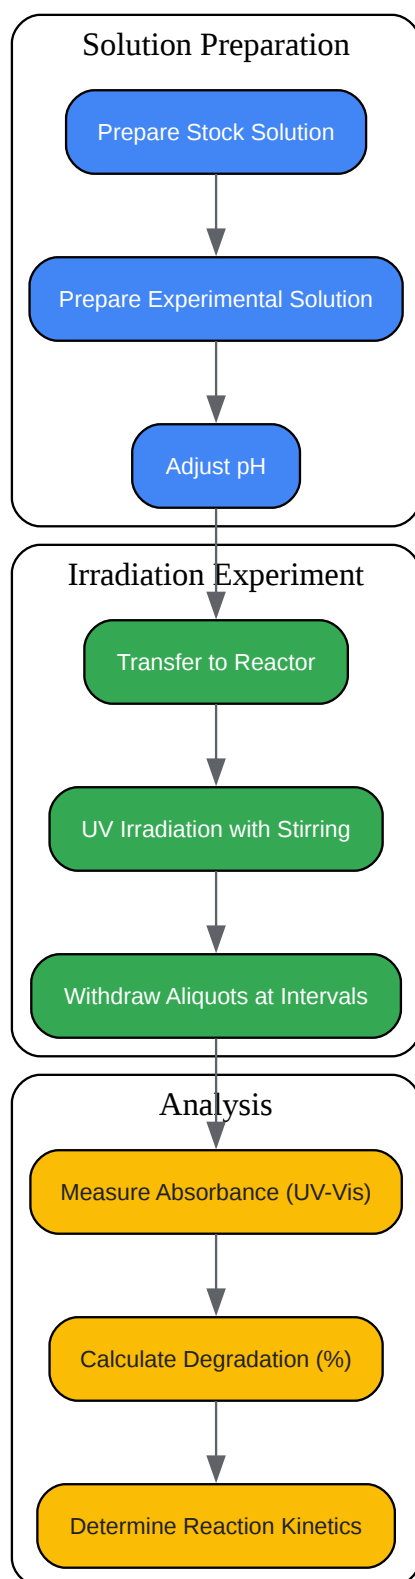 Solution Preparation
Prepare Stock Solution
Prepare Experimental Solution
Adjust pH
Irradiation Experiment
Transfer to Reactor
UV Irradiation with Stirring
Withdraw Aliquots at Intervals
Analysis
Measure Absorbance (UV-Vis)
Calculate Degradation (%)
Determine Reaction Kinetics